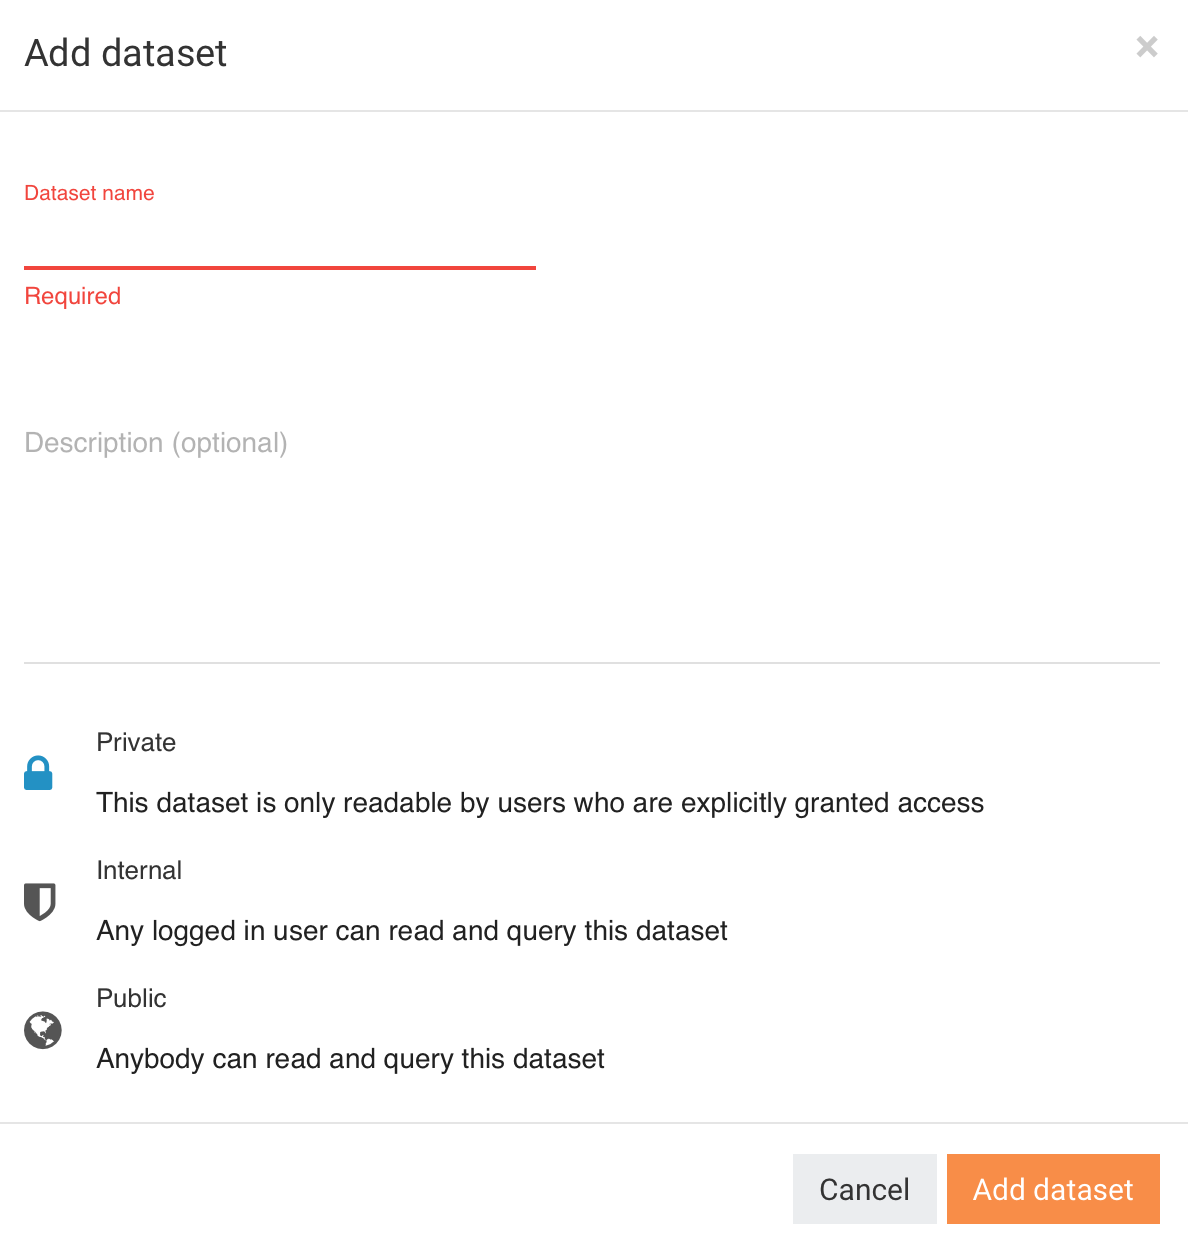 Add dataset
Dataset name
Required
Description (optional)
Private
This dataset is only readable by users who are explicitly granted access
Internal
Any logged in user can read and query this dataset
Public
Anybody can read and query this dataset
Cancel
Add dataset